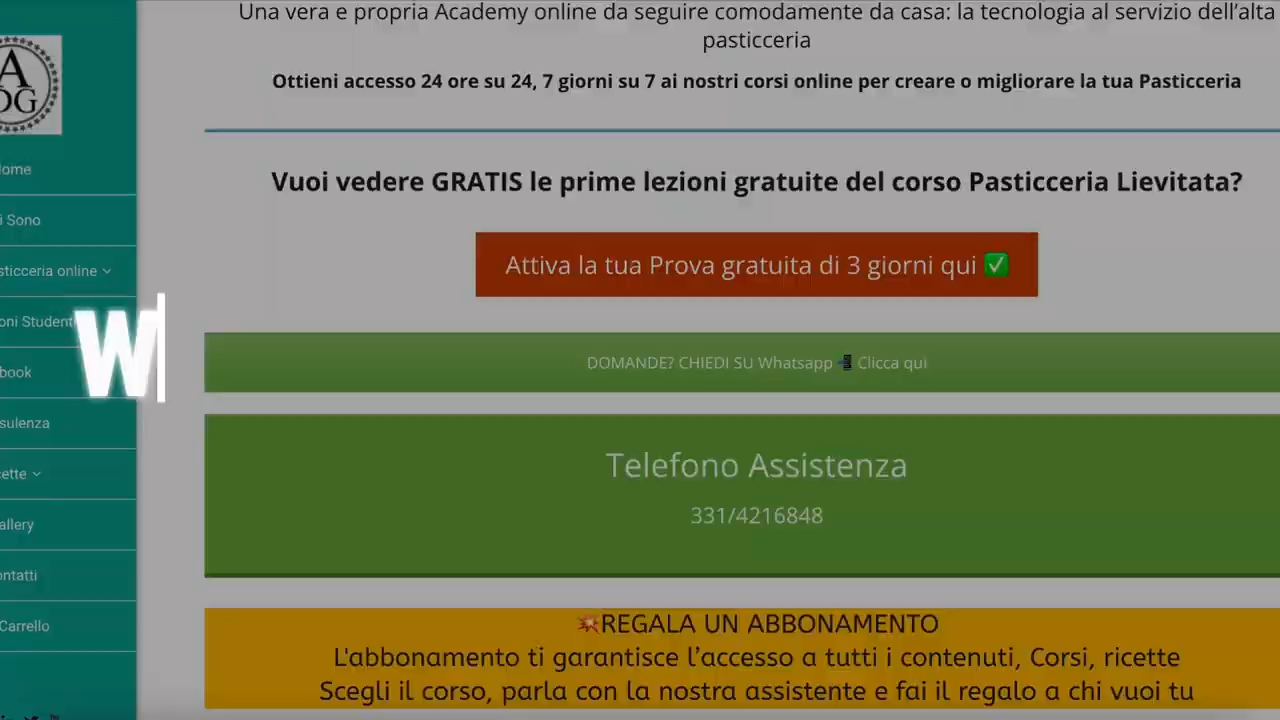 Una vera e propria Academy online da seguire comodamente da casa: la tecnologia al servizio dell’alta
pasticceria
Ottieni accesso 24 ore su 24, 7 giorni su 7 ai nostri corsi online per creare o migliorare la tua Pasticceria
Vuoi vedere GRATIS le prime lezioni gratuite del corso Pasticceria Lievitata?
Attiva la tua Prova gratuita di 3 giorni qui ✅
DOMANDE? CHIEDI SU Whatsapp 📲 Clicca qui
Telefono Assistenza
331/4216848
💥REGALA UN ABBONAMENTO
L'abbonamento ti garantisce l’accesso a tutti i contenuti, Corsi, ricette
Scegli il corso, parla con la nostra assistente e fai il regalo a chi vuoi tu
A
OG
ome
i Sono
sticceria online
oni Student
book
sulenza
cette
allery
ontatti
Carrello
W